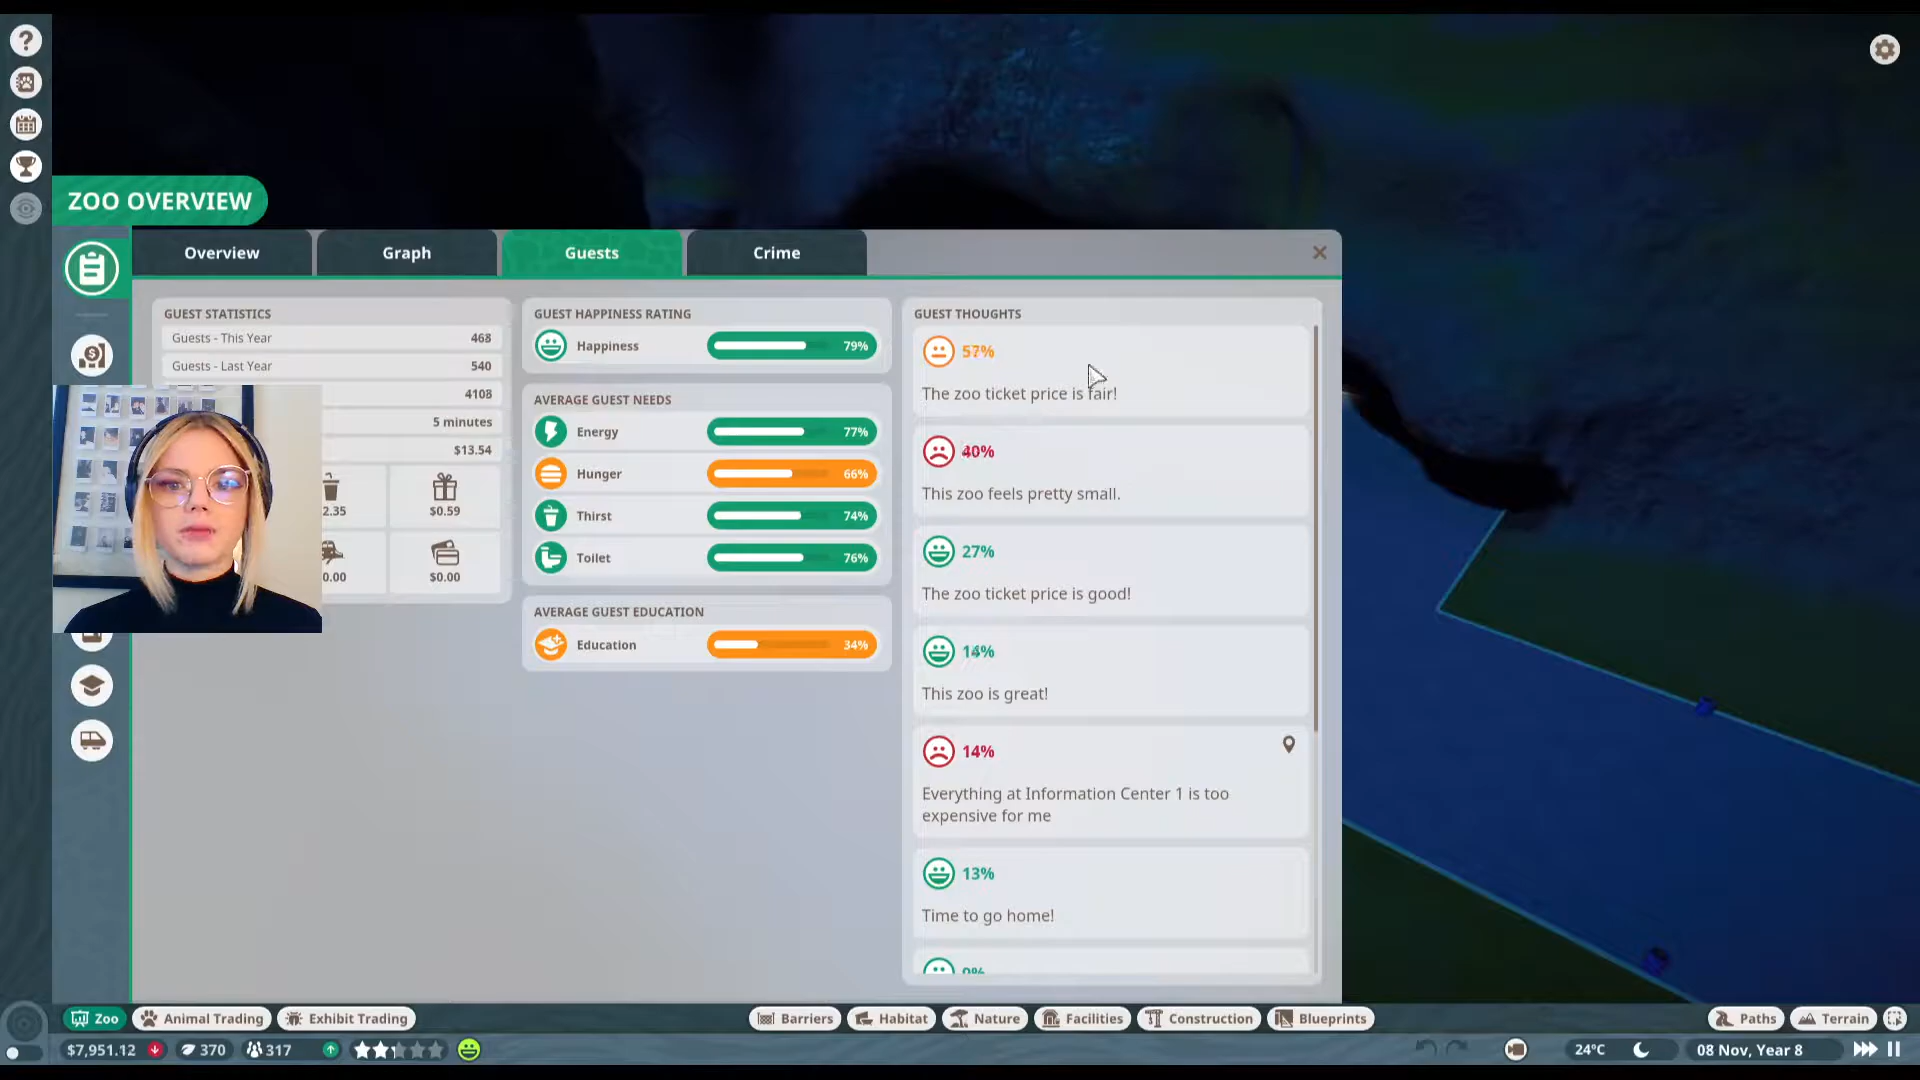 ZOO OVERVIEW
Overview
Graph
Guests
Crime
GUEST STATISTICS
Guests - This Year 468
Guests - Last Year 540
4108
5 minutes
$13.54
2.35
$0.59
0.00
$0.00
GUEST HAPPINESS RATING
Happiness 79%
AVERAGE GUEST NEEDS
Energy 77%
Hunger 66%
Thirst 74%
Toilet 76%
AVERAGE GUEST EDUCATION
Education 34%
GUEST THOUGHTS
57%
The zoo ticket price is fair!
40%
This zoo feels pretty small.
27%
The zoo ticket price is good!
14%
This zoo is great!
14%
Everything at Information Center 1 is too
expensive for me
13%
Time to go home!
Zoo
Animal Trading
Exhibit Trading
Barriers
Habitat
Nature
Facilities
Construction
Blueprints
Paths
Terrain
$7,951.12
370
317
24°C
08 Nov, Year 8